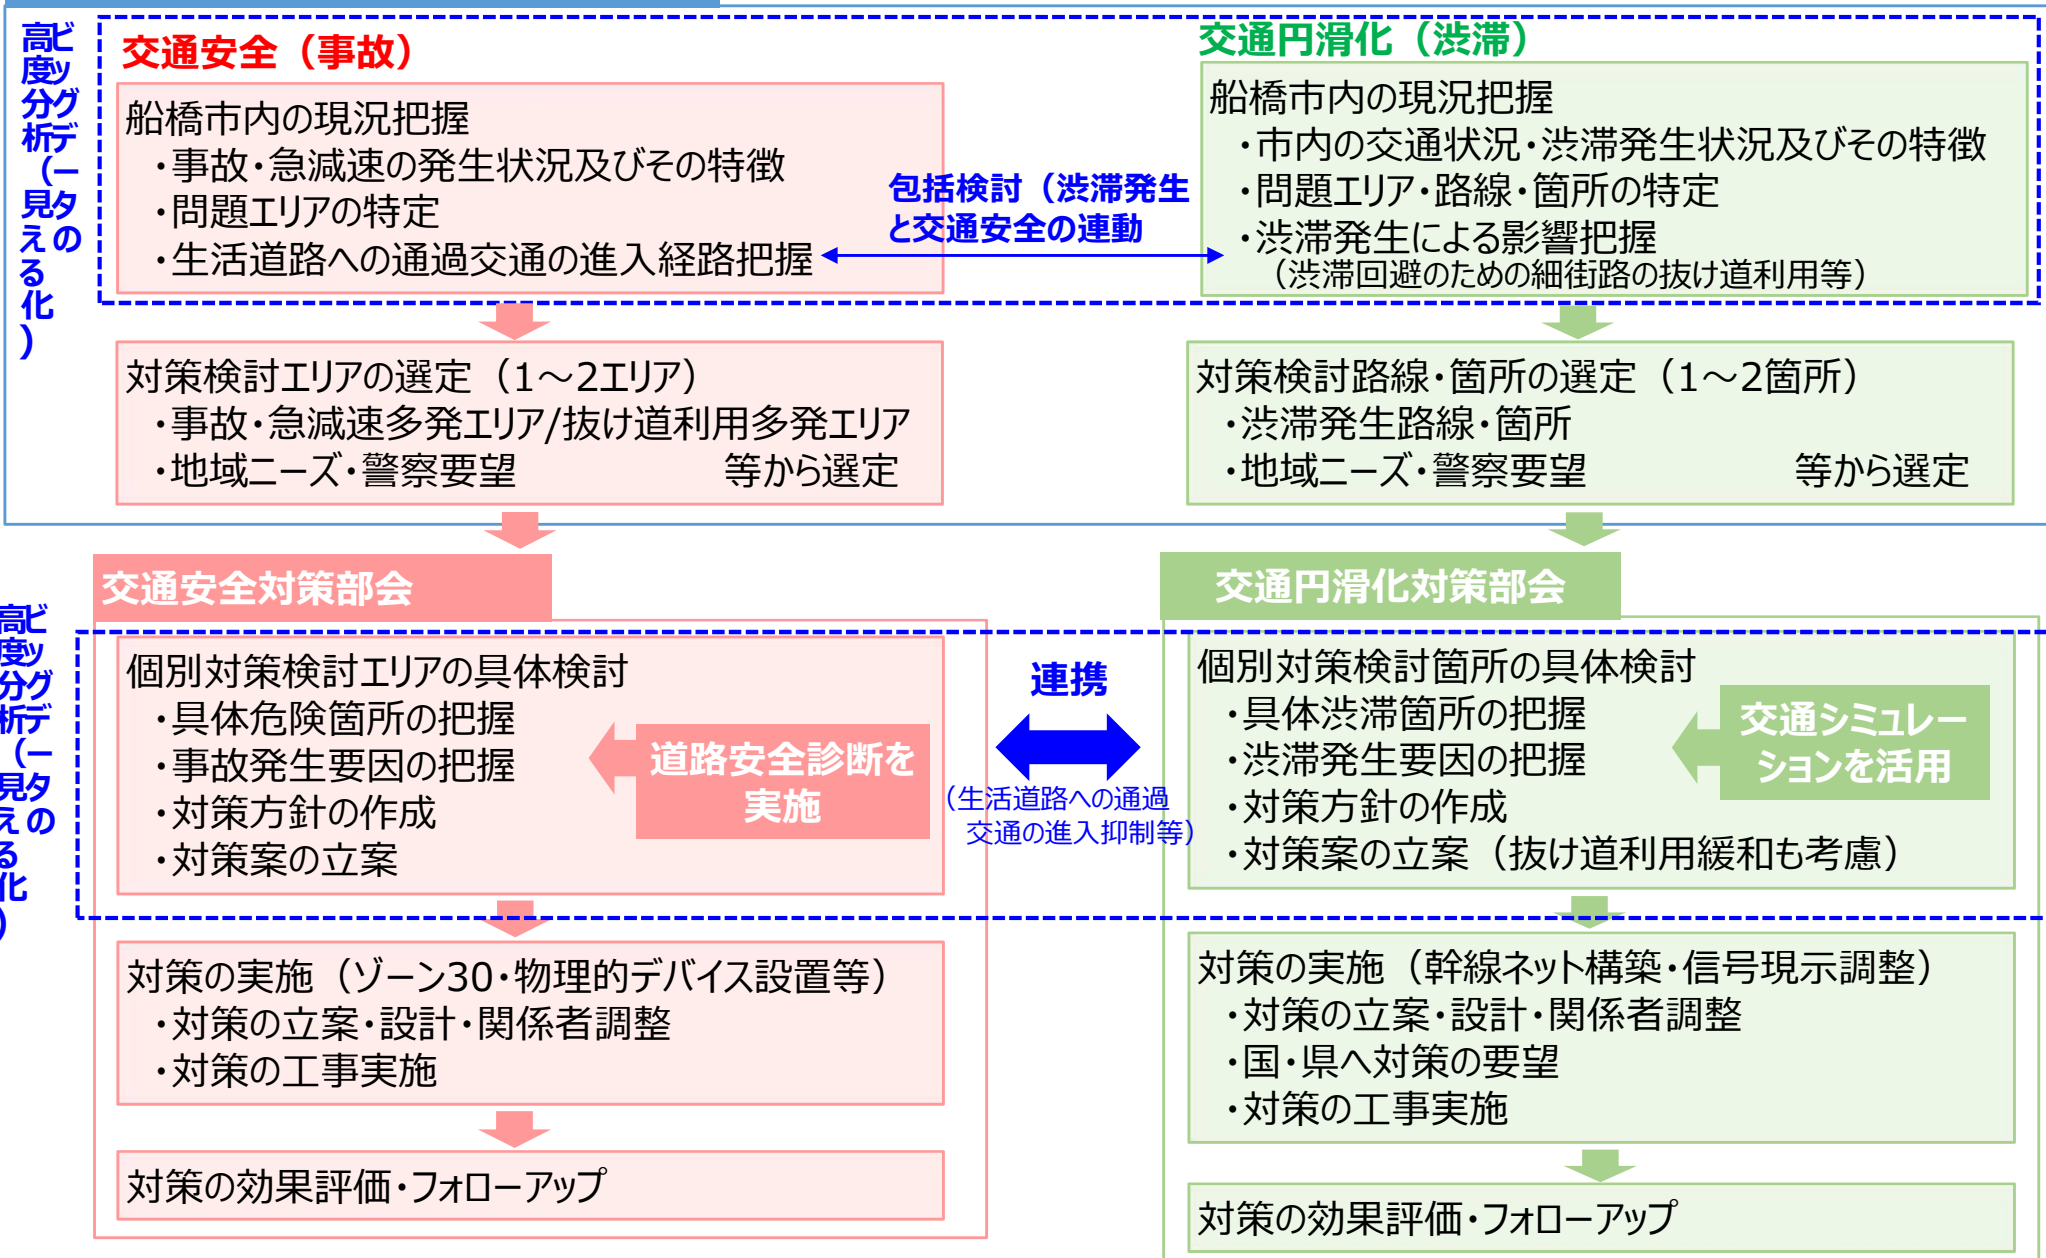 ビッグデータの
高度分析（見える化）
交通安全（事故）
船橋市内の現況把握
・事故・急減速の発生状況及びその特徴
・問題エリアの特定
・生活道路への通過交通の進入経路把握
包括検討（渋滞発生
と交通安全の連動
交通円滑化（渋滞）
船橋市内の現況把握
・市内の交通状況・渋滞発生状況及びその特徴
・問題エリア・路線・箇所の特定
・渋滞発生による影響把握
（渋滞回避のための細街路の抜け道利用等）
対策検討エリアの選定（1～2エリア）
・事故・急減速多発エリア/抜け道利用多発エリア
・地域ニーズ・警察要望　　　　　等から選定
対策検討路線・箇所の選定（1～2箇所）
・渋滞発生路線・箇所
・地域ニーズ・警察要望　　　　　等から選定
ビッグデータの
高度分析（見える化）
交通安全対策部会
個別対策検討エリアの具体検討
・具体危険箇所の把握
・事故発生要因の把握
・対策方針の作成
・対策案の立案
道路安全診断を
実施
連携
（生活道路への通過
交通の進入抑制等）
交通円滑化対策部会
個別対策検討箇所の具体検討
・具体渋滞箇所の把握
・渋滞発生要因の把握
・対策方針の作成
・対策案の立案（抜け道利用緩和も考慮）
交通シミュレー
ションを活用
対策の実施（ゾーン30・物理的デバイス設置等）
・対策の立案・設計・関係者調整
・対策の工事実施
対策の実施（幹線ネット構築・信号現示調整）
・対策の立案・設計・関係者調整
・国・県へ対策の要望
・対策の工事実施
対策の効果評価・フォローアップ
対策の効果評価・フォローアップ